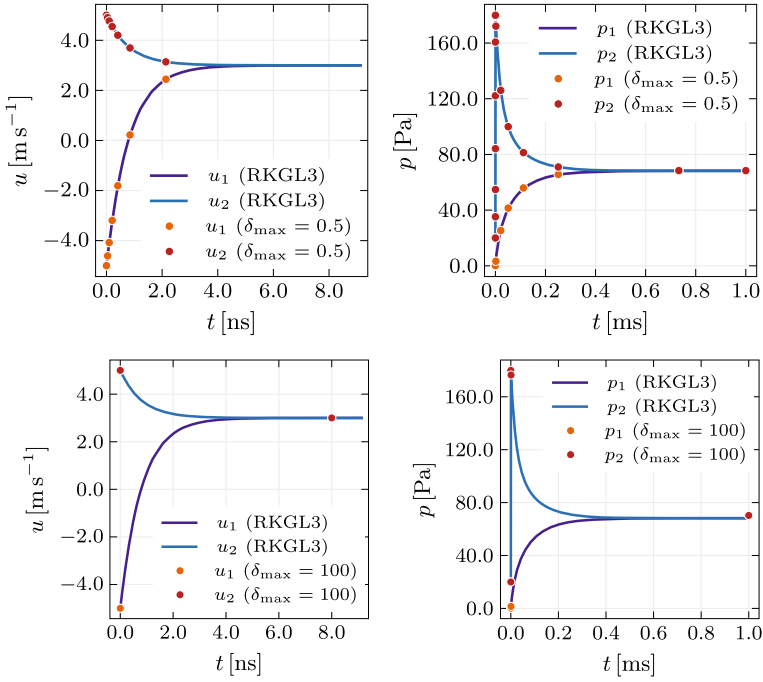 4.0
2.0
0.0
−2.0
−4.0
u [m s⁻¹]
u₁ (RKGL3)
u₂ (RKGL3)
u₁ (δmax = 0.5)
u₂ (δmax = 0.5)
0.0 2.0 4.0 6.0 8.0
t [ns]
160.0
120.0
80.0
40.0
0.0
p [Pa]
p₁ (RKGL3)
p₂ (RKGL3)
p₁ (δmax = 0.5)
p₂ (δmax = 0.5)
0.0 0.2 0.4 0.6 0.8 1.0
t [ms]
4.0
2.0
0.0
−2.0
−4.0
u [m s⁻¹]
u₁ (RKGL3)
u₂ (RKGL3)
u₁ (δmax = 100)
u₂ (δmax = 100)
0.0 2.0 4.0 6.0 8.0
t [ns]
160.0
120.0
80.0
40.0
0.0
p [Pa]
p₁ (RKGL3)
p₂ (RKGL3)
p₁ (δmax = 100)
p₂ (δmax = 100)
0.0 0.2 0.4 0.6 0.8 1.0
t [ms]